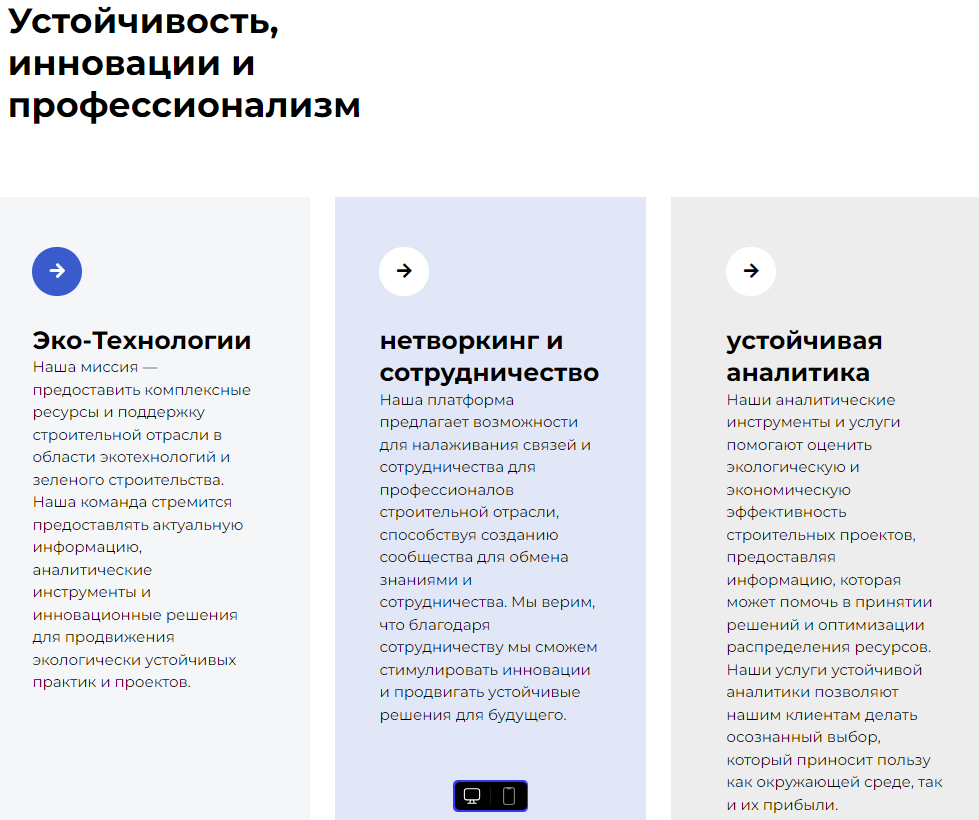 Устойчивость,
инновации и
профессионализм
Эко-Технологии
Наша миссия —
предоставить комплексные
ресурсы и поддержку
строительной отрасли в
области экотехнологий и
зеленого строительства.
Наша команда стремится
предоставлять актуальную
информацию,
аналитические
инструменты и
инновационные решения
для продвижения
экологически устойчивых
практик и проектов.
нетворкинг и
сотрудничество
Наша платформа
предлагает возможности
для налаживания связей и
сотрудничества для
профессионалов
строительной отрасли,
способствуя созданию
сообщества для обмена
знаниями и
сотрудничества. Мы верим,
что благодаря
сотрудничеству мы сможем
стимулировать инновации
и продвигать устойчивые
решения для будущего.
устойчивая
аналитика
Наши аналитические
инструменты и услуги
помогают оценить
экологическую и
экономическую
эффективность
строительных проектов,
предоставляя
информацию, которая
может помочь в принятии
решений и оптимизации
распределения ресурсов.
Наши услуги устойчивой
аналитики позволяют
нашим клиентам делать
осознанный выбор,
который приносит пользу
как окружающей среде, так
и их прибыли.